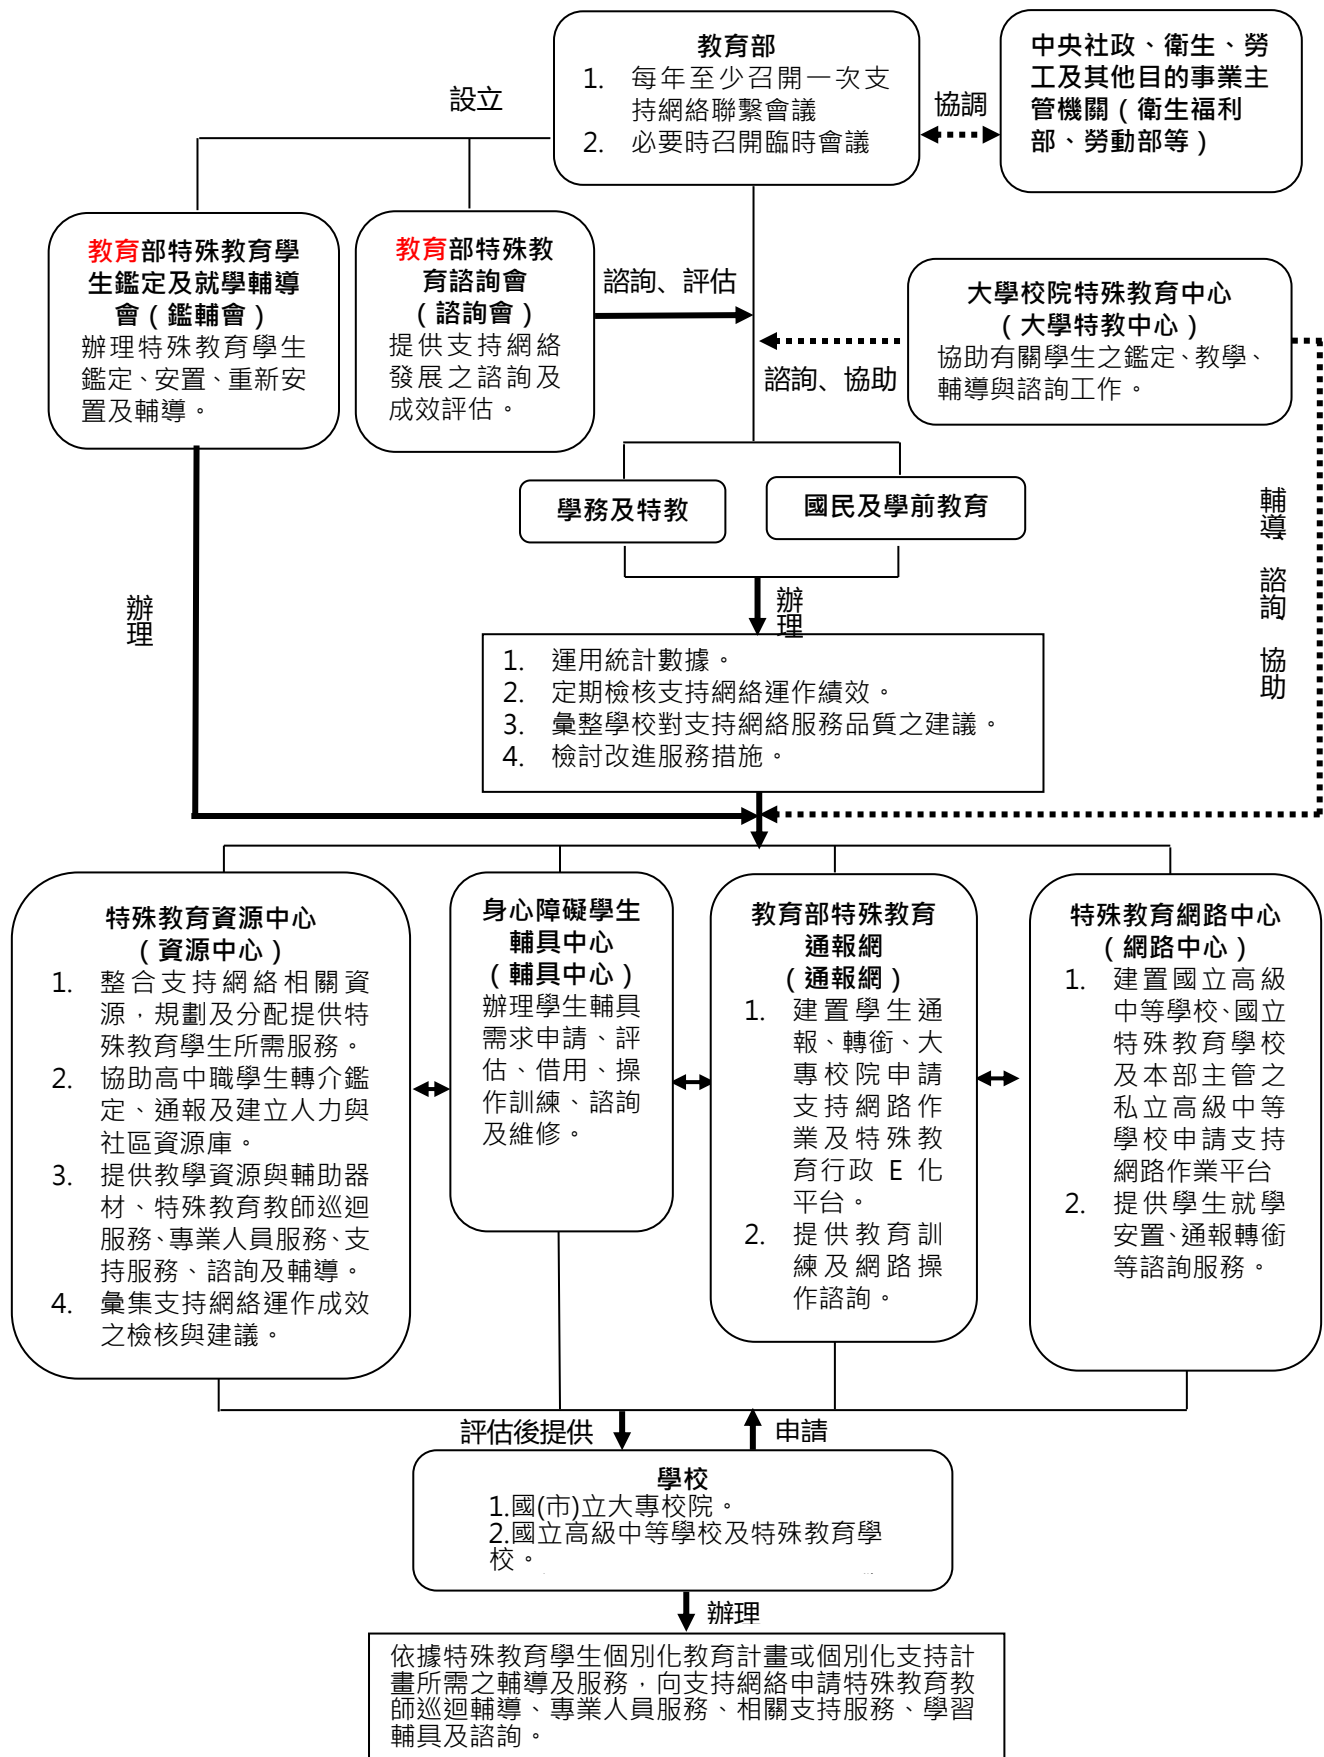 教育部
1. 每年至少召開一次支
持網絡聯繫會議
2. 必要時召開臨時會議
中央社政、衛生、勞
工及其他目的事業主
管機關（衛生福利
部、勞動部等）
設立
協調
教育部特殊教育學
生鑑定及就學輔導
會（鑑輔會）
辦理特殊教育學生
鑑定、安置、重新安
置及輔導。
教育部特殊教
育諮詢會
（諮詢會）
提供支持網絡
發展之諮詢及
成效評估。
諮詢、評估
大學校院特殊教育中心
（大學特教中心）
協助有關學生之鑑定、教學、
輔導與諮詢工作。
諮詢、協助
學務及特教
國民及學前教育
輔導、諮詢、協助
辦理
辦理
1. 運用統計數據。
2. 定期檢核支持網絡運作績效。
3. 彙整學校對支持網絡服務品質之建議。
4. 檢討改進服務措施。
特殊教育資源中心
（資源中心）
1. 整合支持網絡相關資
源，規劃及分配提供特
殊教育學生所需服務。
2. 協助高中職學生轉介鑑
定、通報及建立人力與
社區資源庫。
3. 提供教學資源與輔助器
材、特殊教育教師巡迴
服務、專業人員服務、支
持服務、諮詢及輔導。
4. 彙集支持網絡運作成效
之檢核與建議。
身心障礙學生
輔具中心
（輔具中心）
辦理學生輔具
需求申請、評
估、借用、操
作訓練、諮詢
及維修。
教育部特殊教育
通報網
（通報網）
1. 建置學生通
報、轉銜、大
專校院申請
支持網路作
業及特殊教
育行政 E 化
平台。
2. 提供教育訓
練及網路操
作諮詢。
特殊教育網路中心
（網路中心）
1. 建置國立高級
中等學校、國立
特殊教育學校
及本部主管之
私立高級中等
學校申請支持
網路作業平台
2. 提供學生就學
安置、通報轉銜
等諮詢服務。
評估後提供
申請
學校
1.國(市)立大專校院。
2.國立高級中等學校及特殊教育學
校。
辦理
依據特殊教育學生個別化教育計畫或個別化支持計
畫所需之輔導及服務，向支持網絡申請特殊教育教
師巡迴輔導、專業人員服務、相關支持服務、學習
輔具及諮詢。